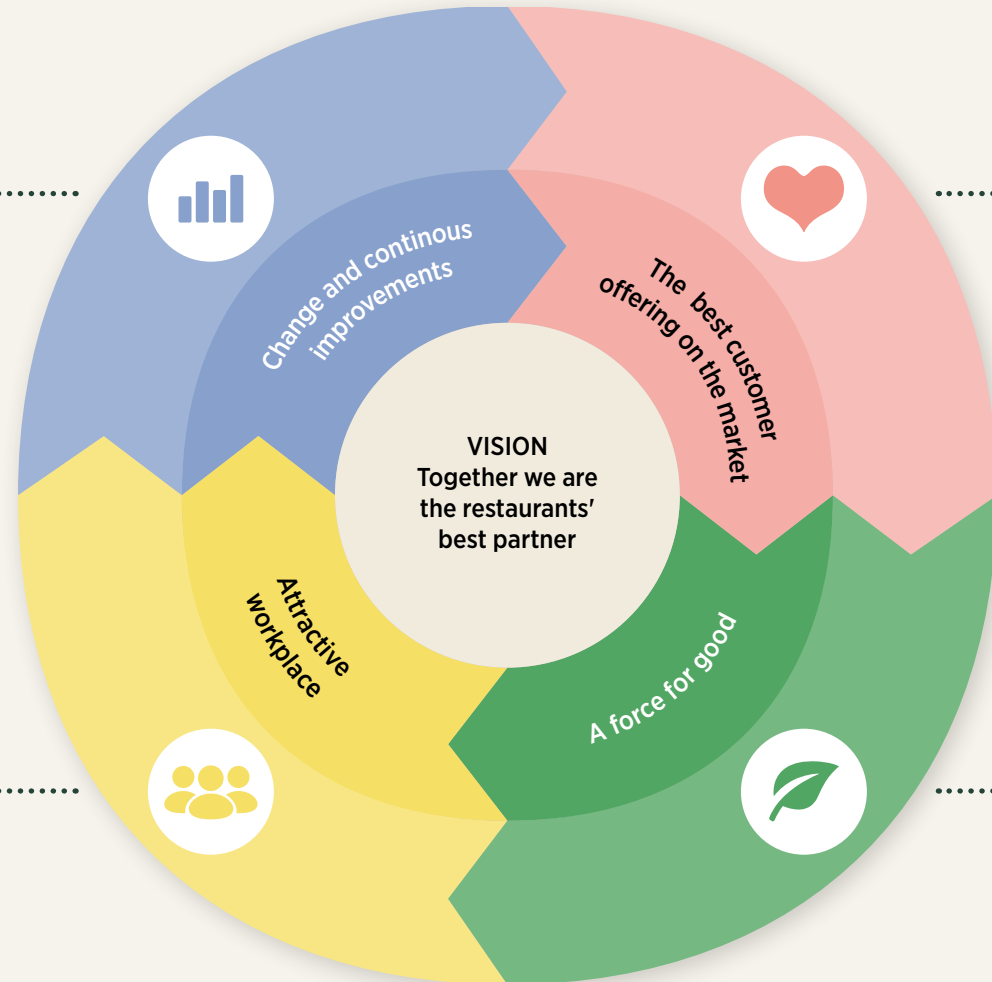 Change and continous
improvements
The best customer
offering on the market
VISION
Together we are
the restaurants'
best partner
Attractive
workplace
A force for good